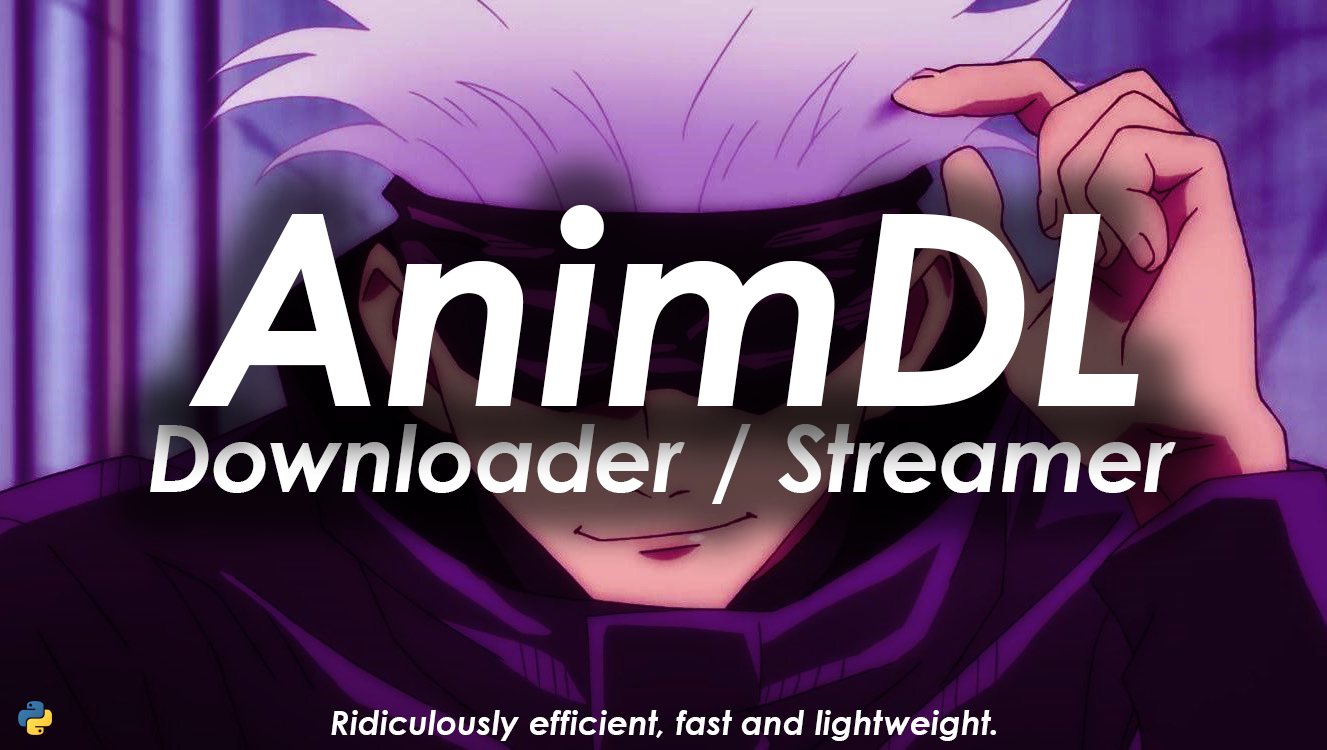 AnimDL
Downloader / Streamer
Ridiculously efficient, fast and lightweight.